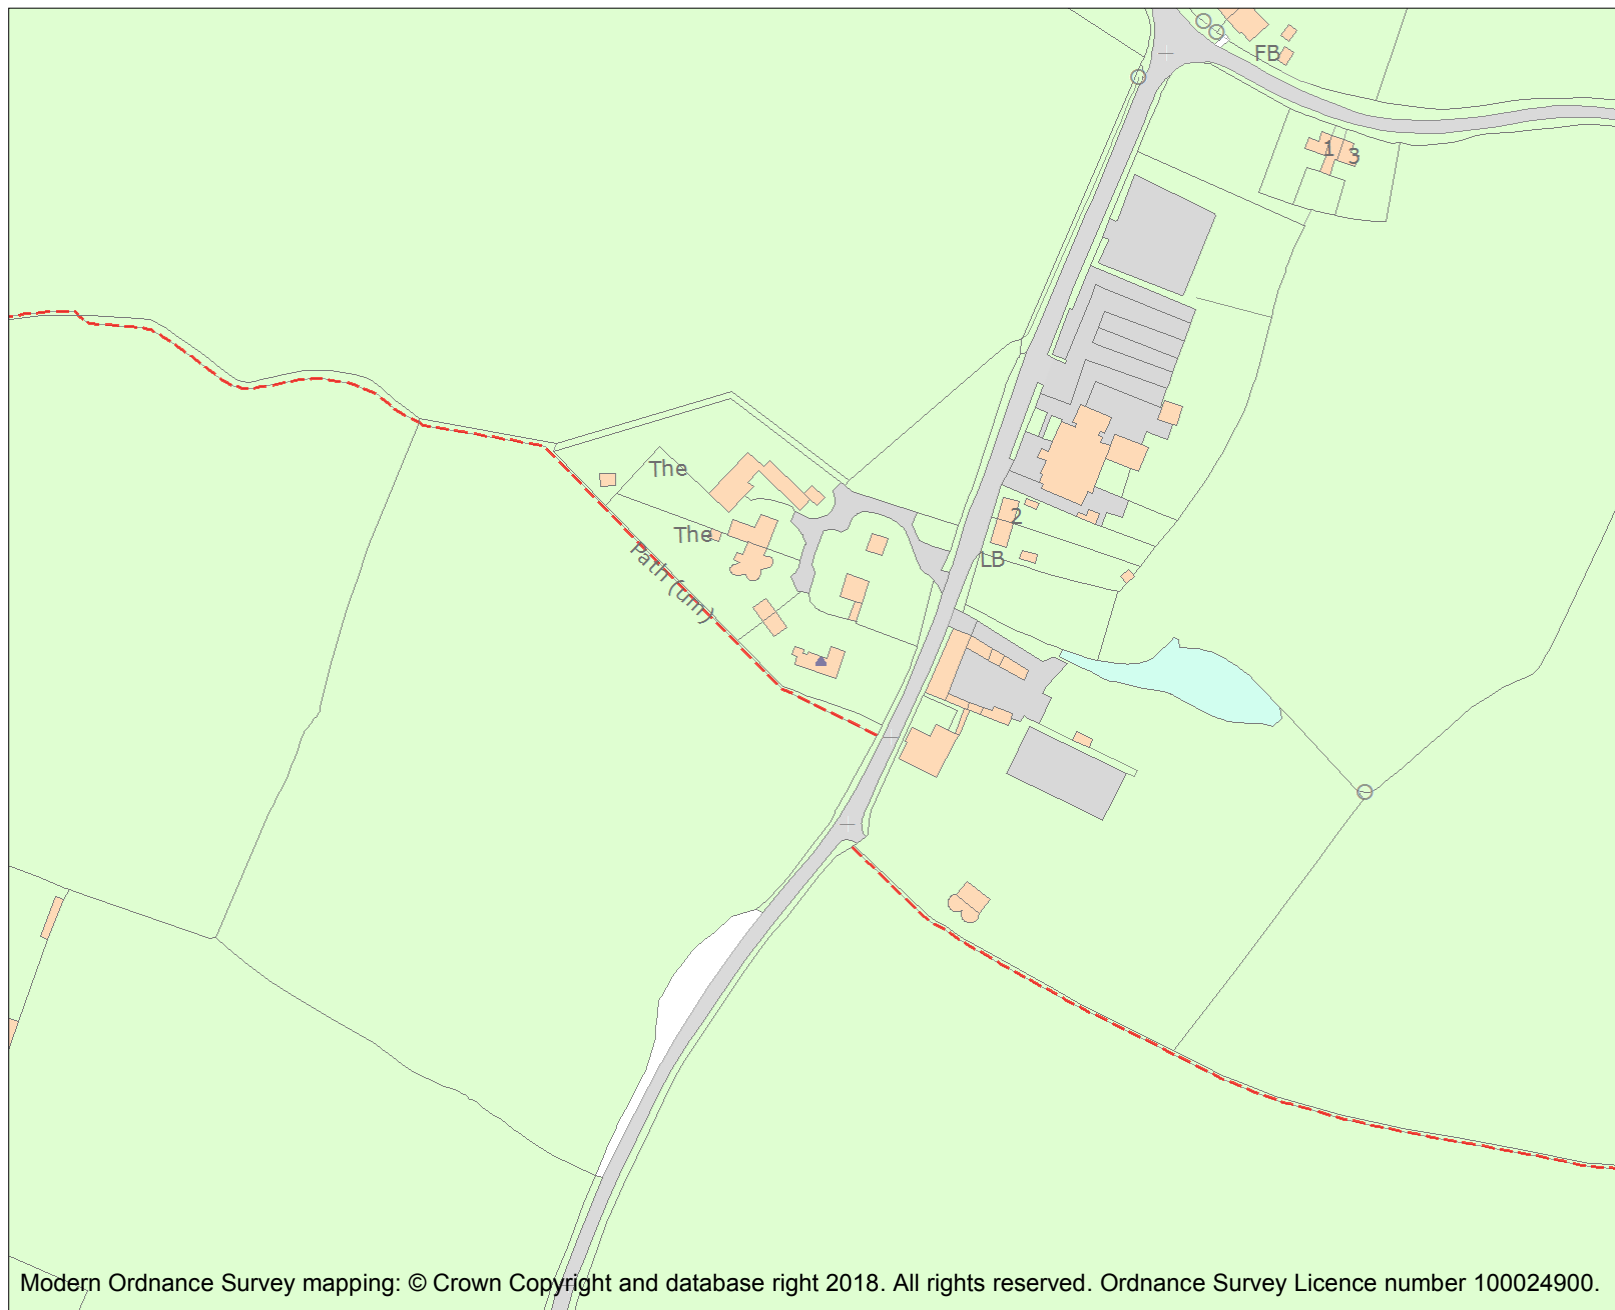 FB
1
3
The
2
The
LB
Path (um)
Modern Ordnance Survey mapping: © Crown Copyright and database right 2018. All rights reserved. Ordnance Survey Licence number 100024900.